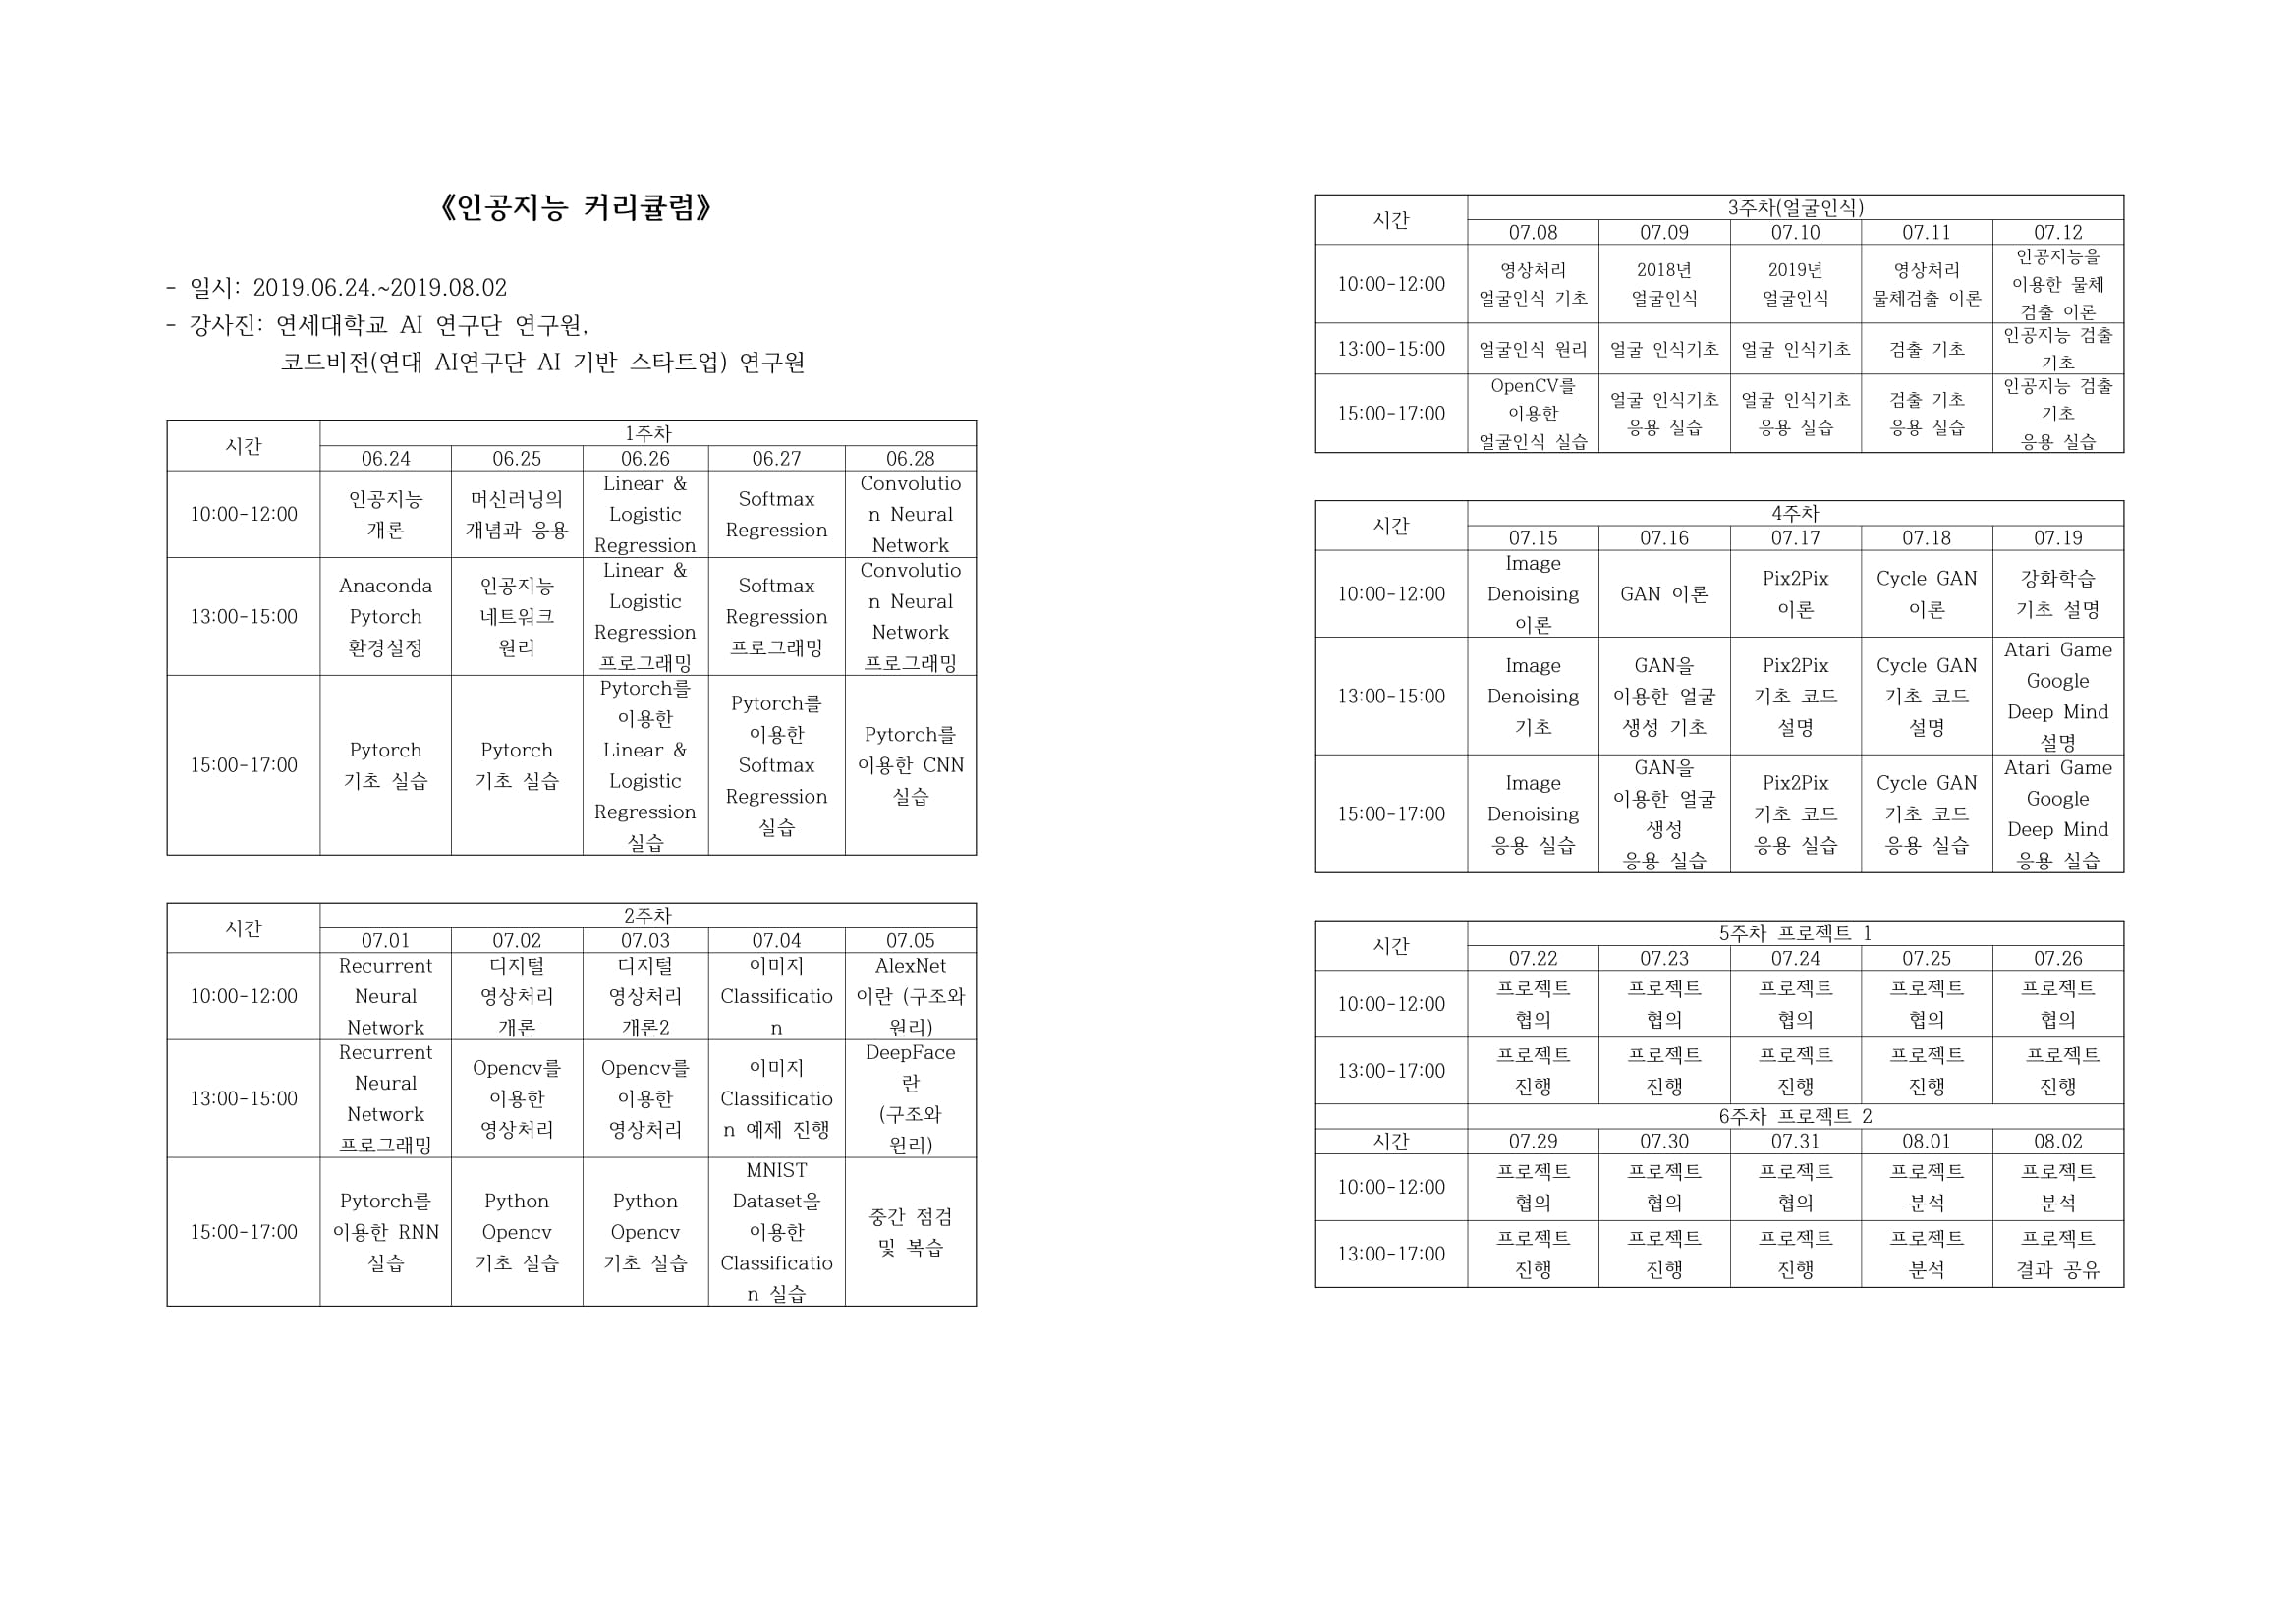 《인공지능 커리큘럼》
- 일시: 2019.06.24.~2019.08.02
- 강사진: 연세대학교 AI 연구단 연구원,
코드비전(연대 AI연구단 AI 기반 스타트업) 연구원
시간
1주차
06.24 06.25 06.26 06.27 06.28
10:00-12:00
인공지능
개론
머신러닝의
개념과 응용
Linear &
Logistic
Regression
Softmax
Regression
Convolutio
n Neural
Network
13:00-15:00
Anaconda
Pytorch
환경설정
인공지능
네트워크
원리
Linear &
Logistic
Regression
프로그래밍
Softmax
Regression
프로그래밍
Convolutio
n Neural
Network
프로그래밍
15:00-17:00
Pytorch
기초 실습
Pytorch
기초 실습
Pytorch를
이용한
Linear &
Logistic
Regression
실습
Pytorch를
이용한
Softmax
Regression
실습
Pytorch를
이용한 CNN
실습
시간
2주차
07.01 07.02 07.03 07.04 07.05
10:00-12:00
Recurrent
Neural
Network
디지털
영상처리
개론
디지털
영상처리
개론2
이미지
Classificatio
n
AlexNet
이란 (구조와
원리)
13:00-15:00
Recurrent
Neural
Network
프로그래밍
Opencv를
이용한
영상처리
Opencv를
이용한
영상처리
이미지
Classificatio
n 예제 진행
DeepFace
란
(구조와
원리)
15:00-17:00
Pytorch를
이용한 RNN
실습
Python
Opencv
기초 실습
Python
Opencv
기초 실습
MNIST
Dataset을
이용한
Classificatio
n 실습
중간 점검
및 복습
시간
3주차(얼굴인식)
07.08 07.09 07.10 07.11 07.12
10:00-12:00
영상처리
얼굴인식 기초
2018년
얼굴인식
2019년
얼굴인식
영상처리
물체검출 이론
인공지능을
이용한 물체
검출 이론
13:00-15:00
얼굴인식 원리
얼굴 인식기초
얼굴 인식기초
검출 기초
인공지능 검출
기초
15:00-17:00
OpenCV를
이용한
얼굴인식 실습
얼굴 인식기초
응용 실습
얼굴 인식기초
응용 실습
검출 기초
응용 실습
인공지능 검출
기초
응용 실습
시간
4주차
07.15 07.16 07.17 07.18 07.19
10:00-12:00
Image
Denoising
이론
GAN 이론
Pix2Pix
이론
Cycle GAN
이론
강화학습
기초 설명
13:00-15:00
Image
Denoising
기초
GAN을
이용한 얼굴
생성 기초
Pix2Pix
기초 코드
설명
Cycle GAN
기초 코드
설명
Atari Game
Google
Deep Mind
설명
15:00-17:00
Image
Denoising
응용 실습
GAN을
이용한 얼굴
생성
응용 실습
Pix2Pix
기초 코드
응용 실습
Cycle GAN
기초 코드
응용 실습
Atari Game
Google
Deep Mind
응용 실습
시간
5주차 프로젝트 1
07.22 07.23 07.24 07.25 07.26
10:00-12:00
프로젝트
협의
프로젝트
협의
프로젝트
협의
프로젝트
협의
프로젝트
협의
13:00-17:00
프로젝트
진행
프로젝트
진행
프로젝트
진행
프로젝트
진행
프로젝트
진행
6주차 프로젝트 2
시간 07.29 07.30 07.31 08.01 08.02
10:00-12:00
프로젝트
협의
프로젝트
협의
프로젝트
협의
프로젝트
분석
프로젝트
분석
13:00-17:00
프로젝트
진행
프로젝트
진행
프로젝트
진행
프로젝트
분석
프로젝트
결과 공유